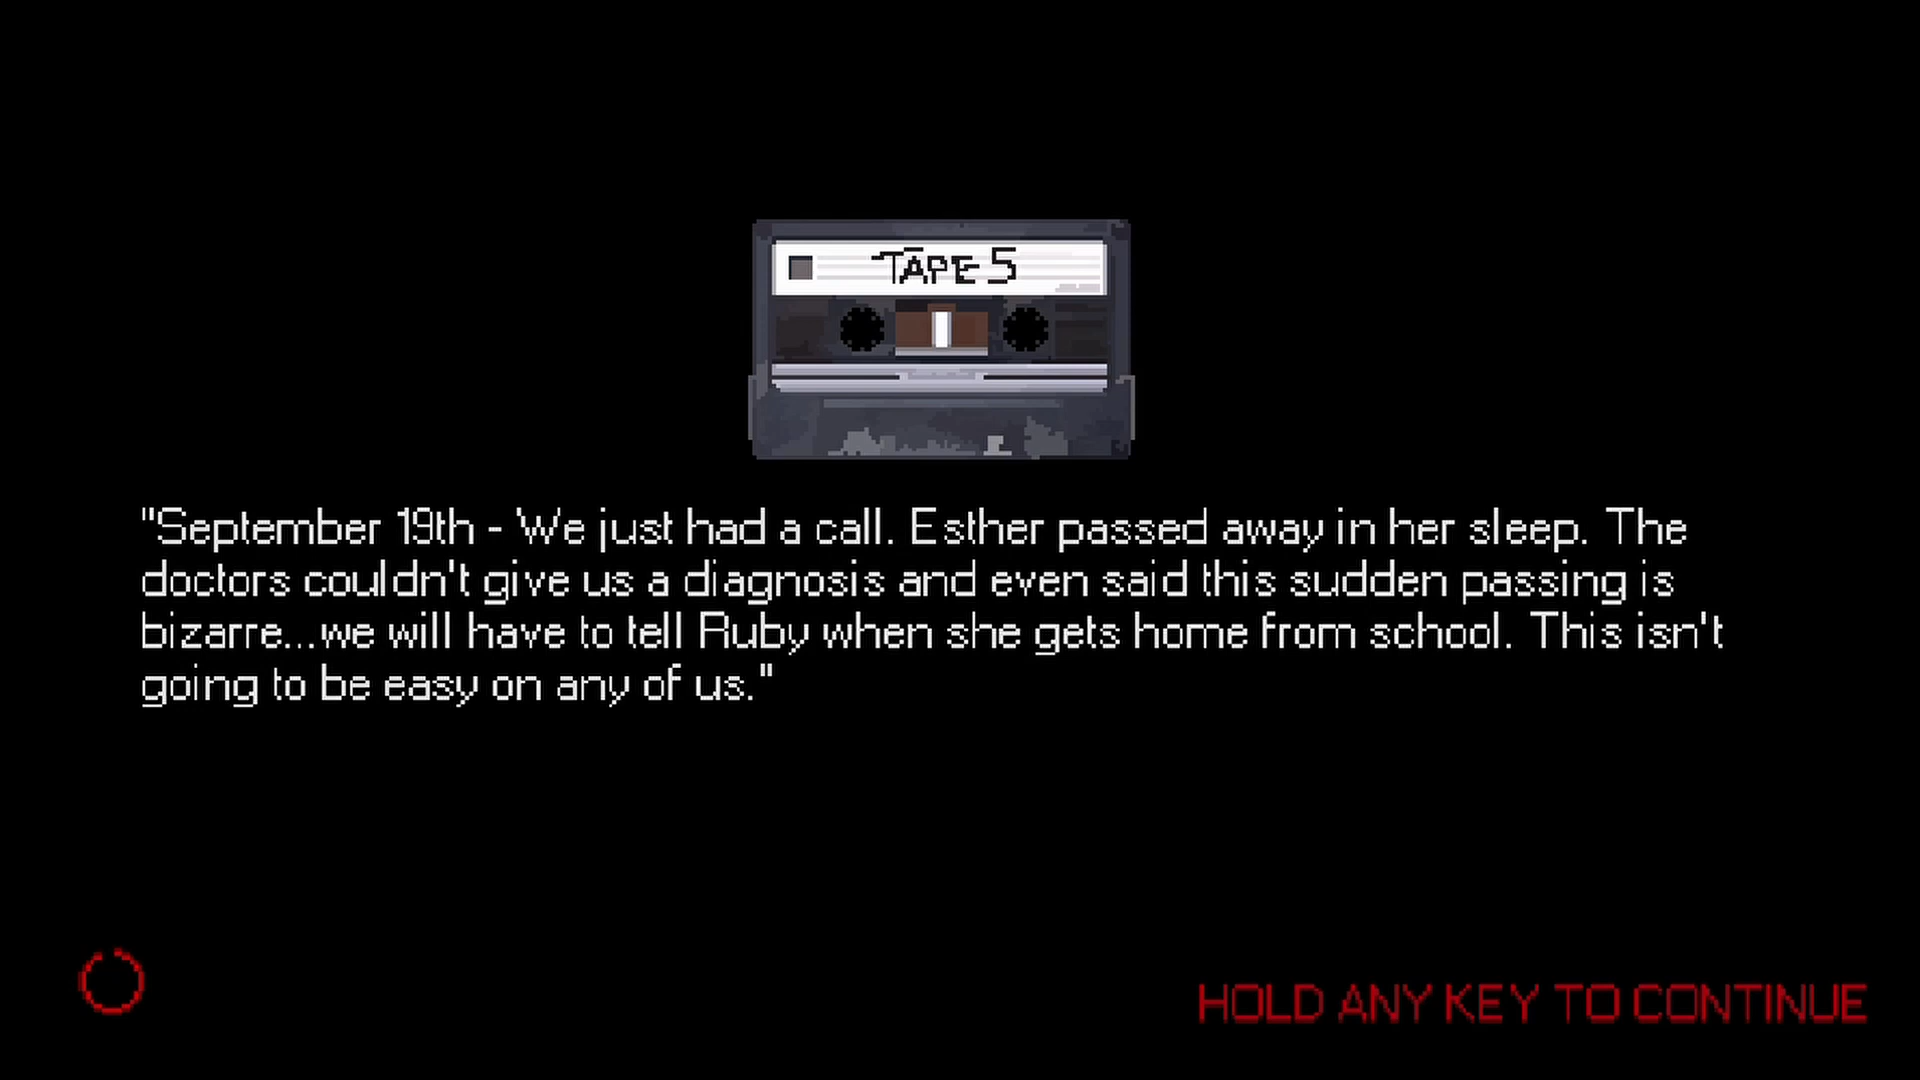 TAPE 5
"September 19th - We just had a call. Esther passed away in her sleep. The
doctors couldn't give us a diagnosis and even said this sudden passing is
bizarre...we will have to tell Ruby when she gets home from school. This isn't
going to be easy on any of us."
HOLD ANY KEY TO CONTINUE